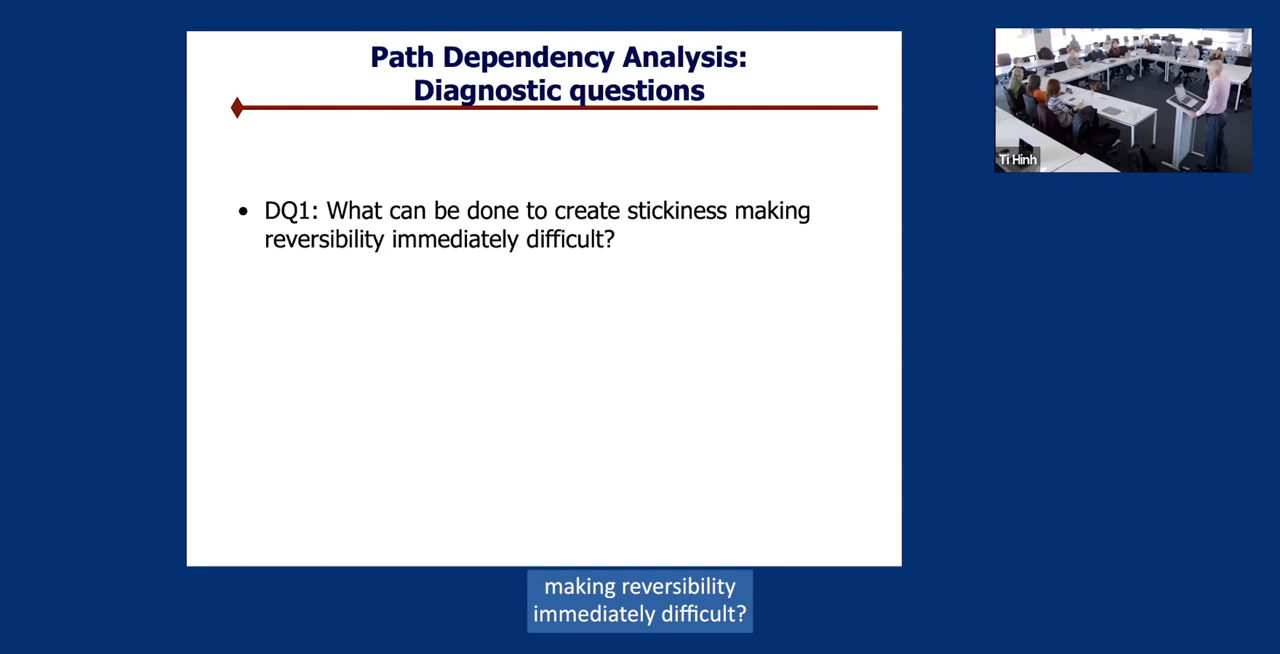 Path Dependency Analysis:
Diagnostic questions
• DQ1: What can be done to create stickiness making
reversibility immediately difficult?
Ti Hinh
making reversibility
immediately difficult?